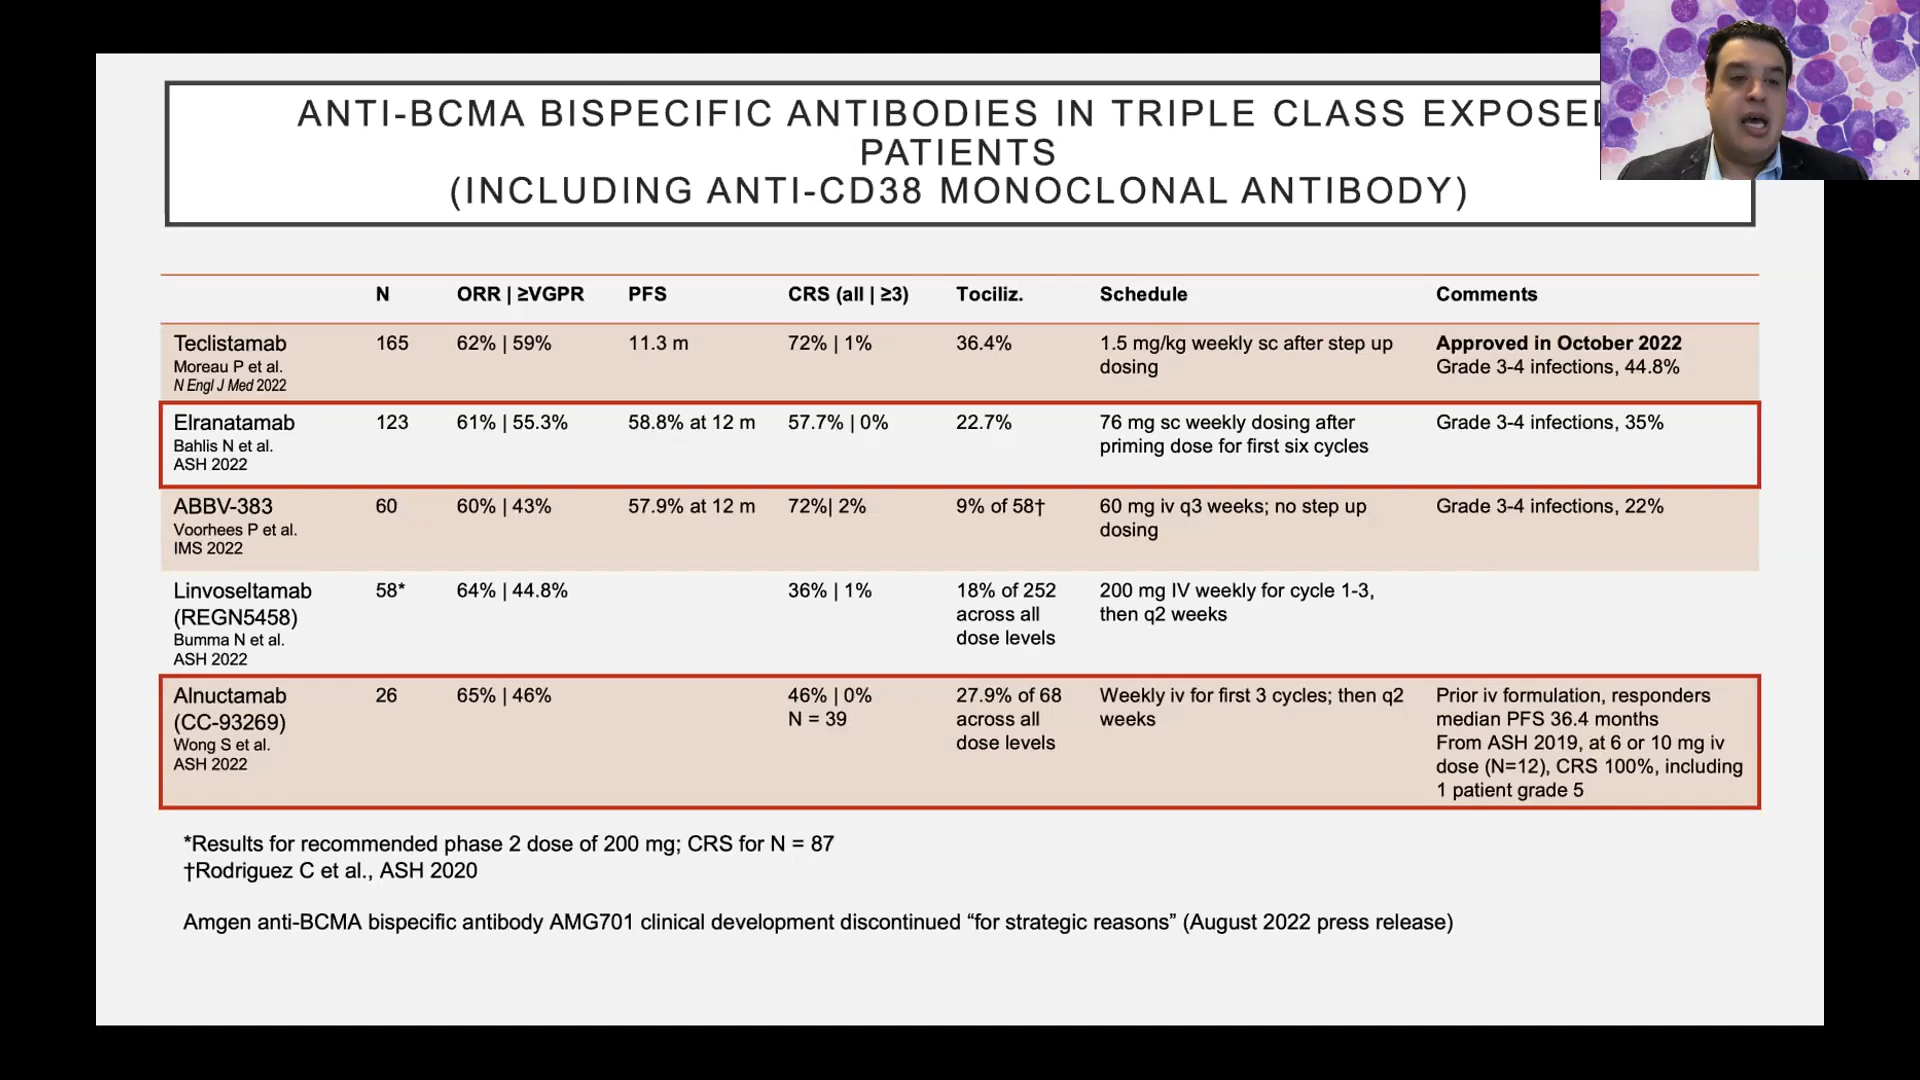 ANTI-BCMA BISPECIFIC ANTIBODIES IN TRIPLE CLASS EXPOSED
PATIENTS
(INCLUDING ANTI-CD38 MONOCLONAL ANTIBODY)
N ORR | ≥VGPR PFS CRS (all | ≥3) Tociliz. Schedule Comments
Teclistamab 165 62% | 59% 11.3 m 72% | 1% 36.4% 1.5 mg/kg weekly sc after step up Approved in October 2022
Moreau P et al. dosing Grade 3-4 infections, 44.8%
N Engl J Med 2022
Elranatamab 123 61% | 55.3% 58.8% at 12 m 57.7% | 0% 22.7% 76 mg sc weekly dosing after Grade 3-4 infections, 35%
Bahlis N et al. priming dose for first six cycles
ASH 2022
ABBV-383 60 60% | 43% 57.9% at 12 m 72%| 2% 9% of 58† 60 mg iv q3 weeks; no step up Grade 3-4 infections, 22%
Voorhees P et al. dosing
IMS 2022
Linvoseltamab 58* 64% | 44.8% 36% | 1% 18% of 252 200 mg IV weekly for cycle 1-3,
(REGN5458) across all then q2 weeks
Bumma N et al. dose levels
ASH 2022
Alnuctamab 26 65% | 46% 46% | 0% 27.9% of 68 Weekly iv for first 3 cycles; then q2 Prior iv formulation, responders
(CC-93269) N = 39 across all weeks median PFS 36.4 months
Wong S et al. dose levels From ASH 2019, at 6 or 10 mg iv
ASH 2022 dose (N=12), CRS 100%, including
1 patient grade 5
*Results for recommended phase 2 dose of 200 mg; CRS for N = 87
†Rodriguez C et al., ASH 2020
Amgen anti-BCMA bispecific antibody AMG701 clinical development discontinued “for strategic reasons” (August 2022 press release)